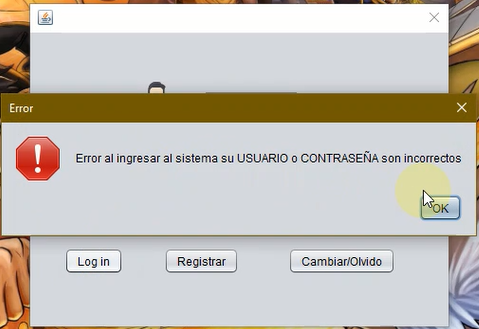 Error
Error al ingresar al sistema su USUARIO o CONTRASEÑA son incorrectos
OK
Log in
Registrar
Cambiar/Olvido